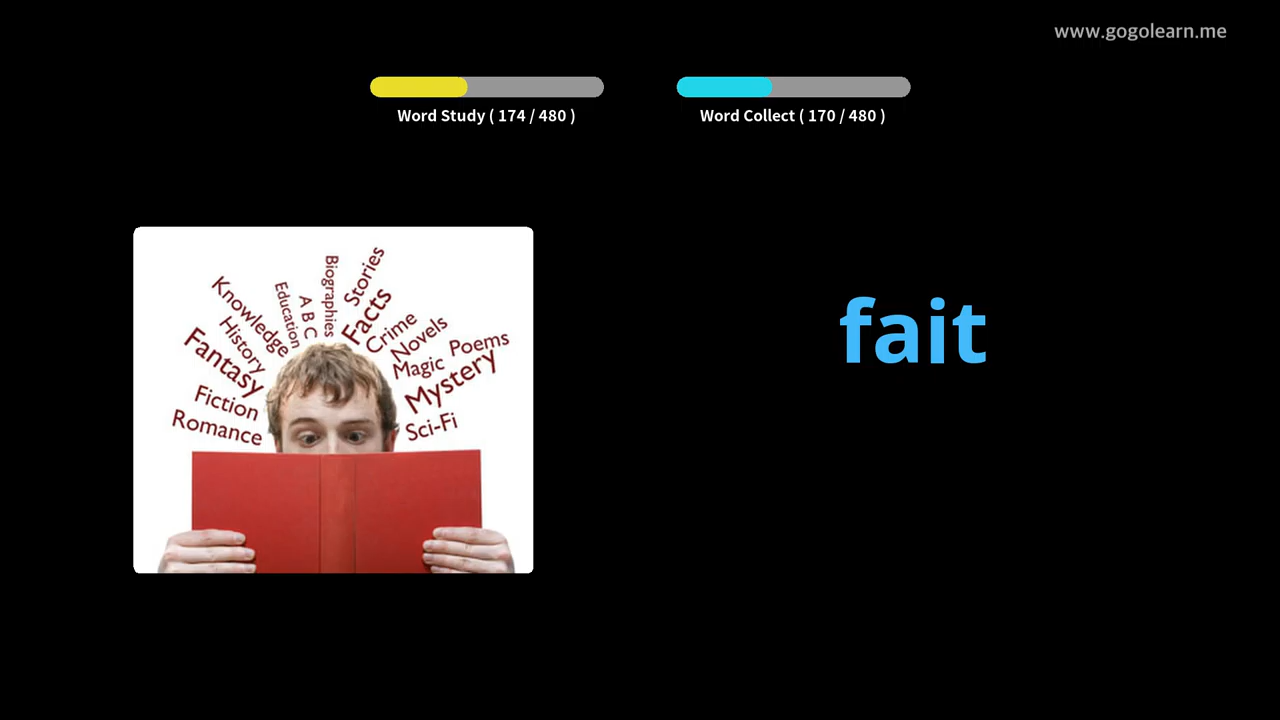 www.gogolearn.me
Word Study ( 174 / 480 )
Word Collect ( 170 / 480 )
Knowledge
Education
A B C
Biographies
Stories
Facts
Crime
Novels
Poems
Magic
Mystery
Sci-Fi
History
Fantasy
Fiction
Romance
fait